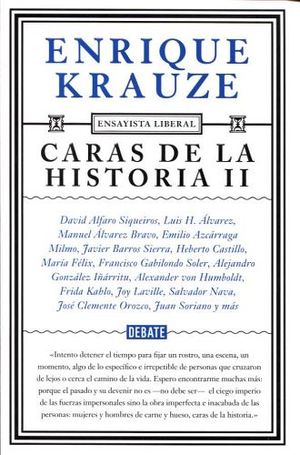 ENRIQUE
KRAUZE
ENSAYISTA LIBERAL
CARAS DE LA
HISTORIA II
David Alfaro Siqueiros, Luis H. Álvarez,
Manuel Álvarez Bravo, Emilio Azcárraga
Milmo, Javier Barros Sierra, Heberto Castillo,
María Félix, Francisco Gabilondo Soler, Alejandro
González Iñárritu, Alexander von Humboldt,
Frida Kahlo, Joy Laville, Salvador Nava,
José Clemente Orozco, Juan Soriano y más
DEBATE
«Intento detener el tiempo para fijar un rostro, una escena, un
momento, algo de lo específico e irrepetible de personas que cruzaron
de lejos o cerca el camino de la vida. Espero encontrarme muchas más:
porque el pasado y su devenir no es —no debe ser— el ciego imperio
de las fuerzas impersonales sino la obra imperfecta e inacabada de
las personas: mujeres y hombres de carne y hueso, caras de la historia.»